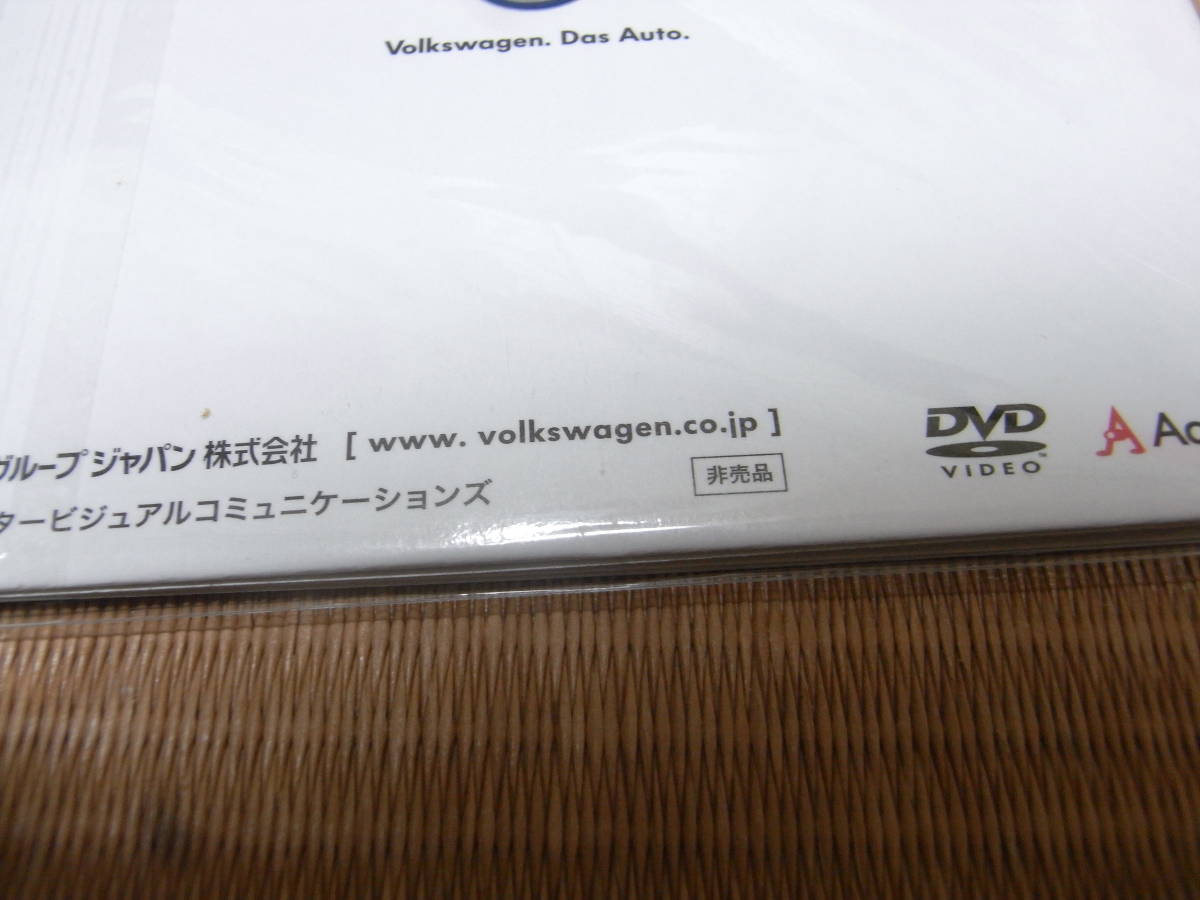 Volkswagen. Das Auto.
グループ ジャパン 株式会社 [ www. volkswagen.co.jp ]
タービジュアルコミュニケーションズ
非売品
DVD
VIDEO
TM